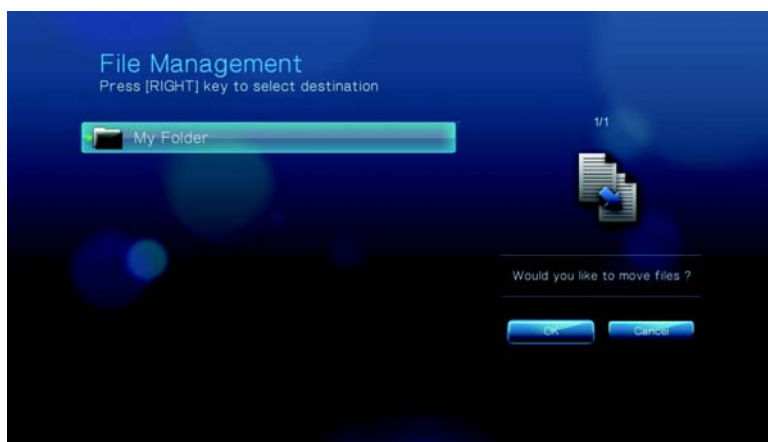 File Management
Press [RIGHT] key to select destination
My Folder
1/1
Would you like to move files ?
OK
Cancel